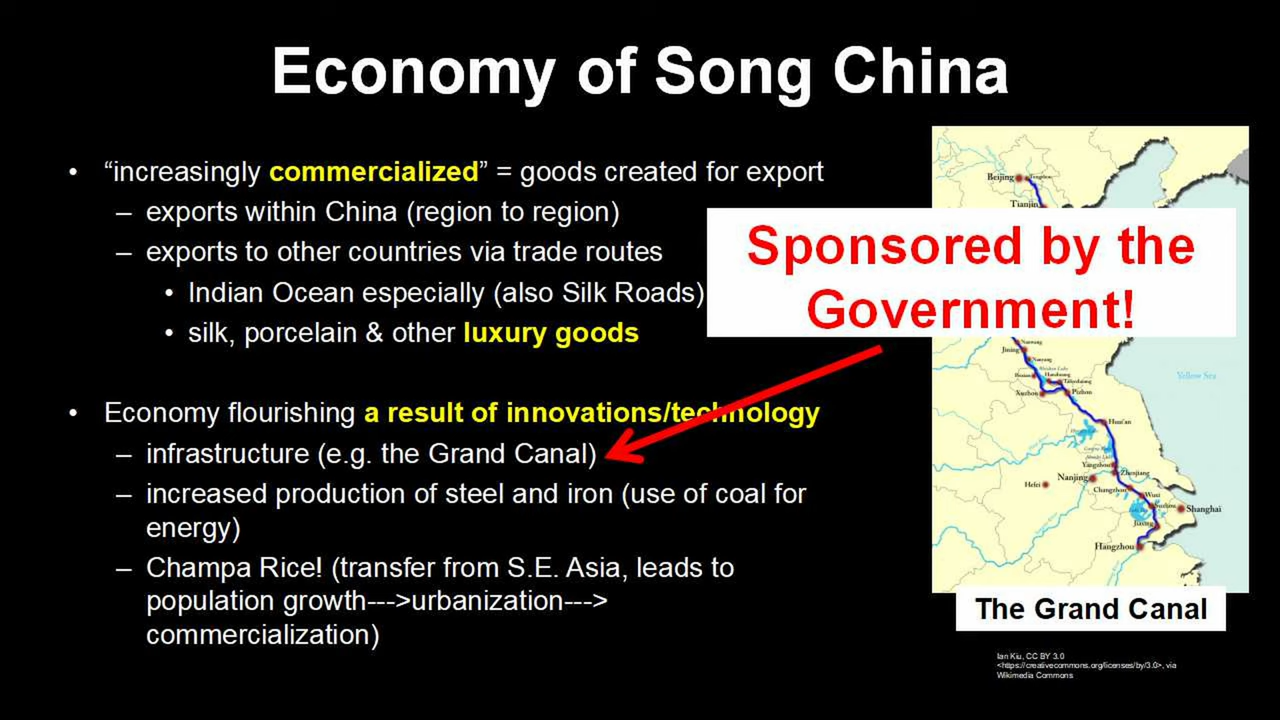 Economy of Song China
• “increasingly commercialized” = goods created for export
– exports within China (region to region)
– exports to other countries via trade routes
• Indian Ocean especially (also Silk Roads)
• silk, porcelain & other luxury goods
• Economy flourishing a result of innovations/technology
– infrastructure (e.g. the Grand Canal)
– increased production of steel and iron (use of coal for
energy)
– Champa Rice! (transfer from S.E. Asia, leads to
population growth--->urbanization--->
commercialization)
Sponsored by the
Government!
Beijing
Tianjin
Jining
Xuzhou
Pizhon
Huai'an
Yellow Sea
Yangzhou
Zhenjiang
Hefei
Nanjing
Changzhou
Wuxi
Suzhou
Shanghai
Jiaxing
Hangzhou
The Grand Canal
Ian Kiu, CC BY 3.0
<https://creativecommons.org/licenses/by/3.0>, via
Wikimedia Commons